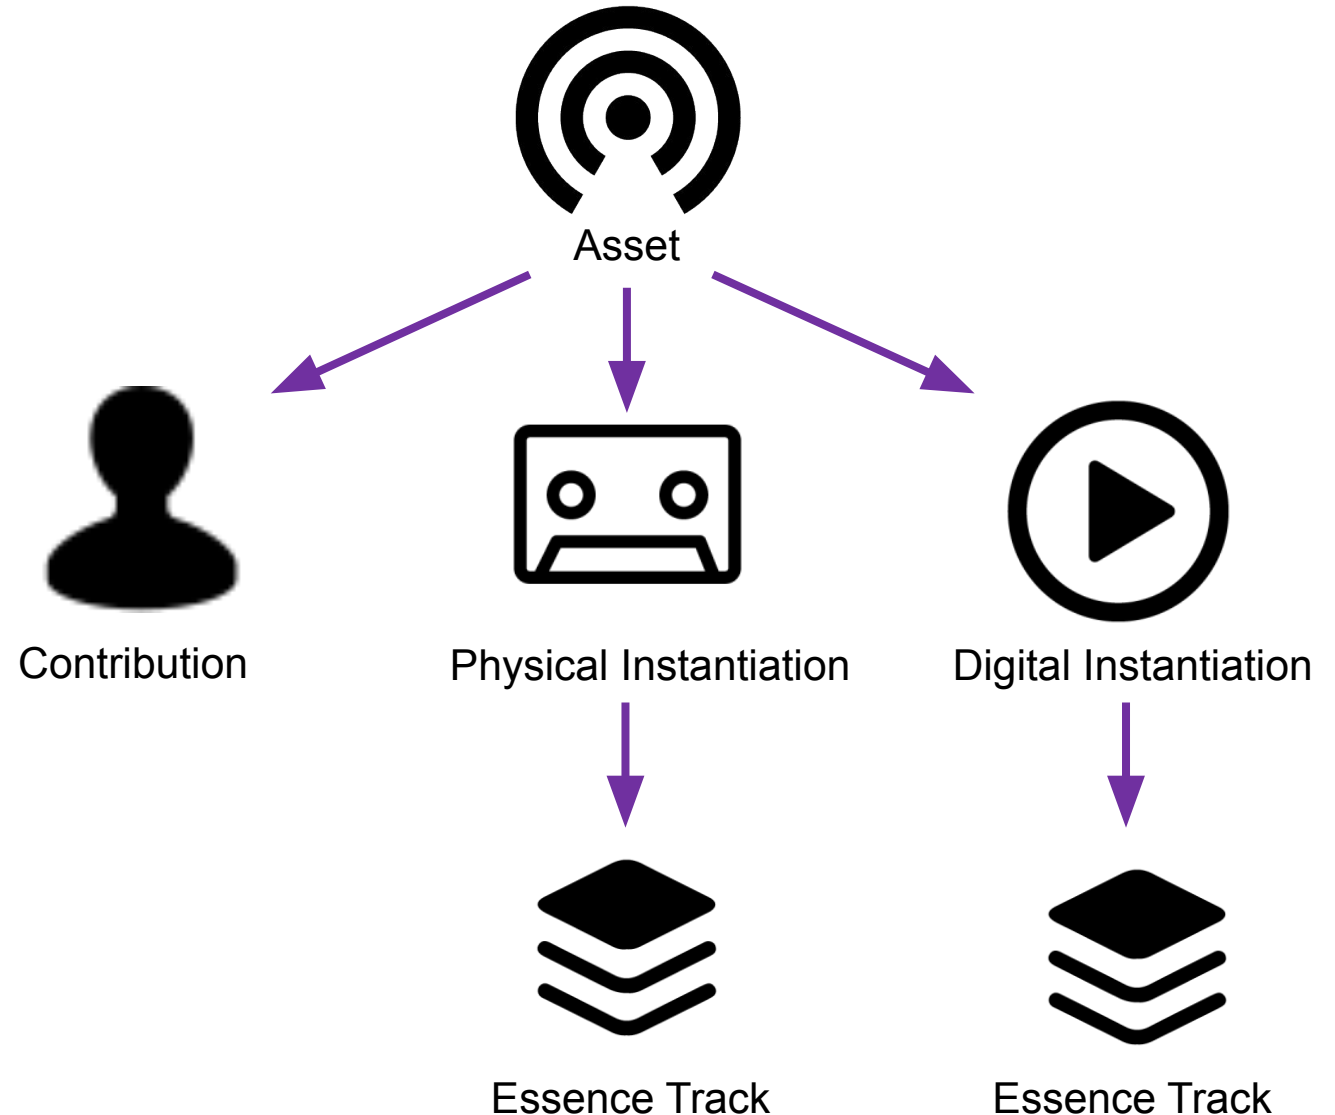 Asset
Contribution
Physical Instantiation
Digital Instantiation
Essence Track
Essence Track